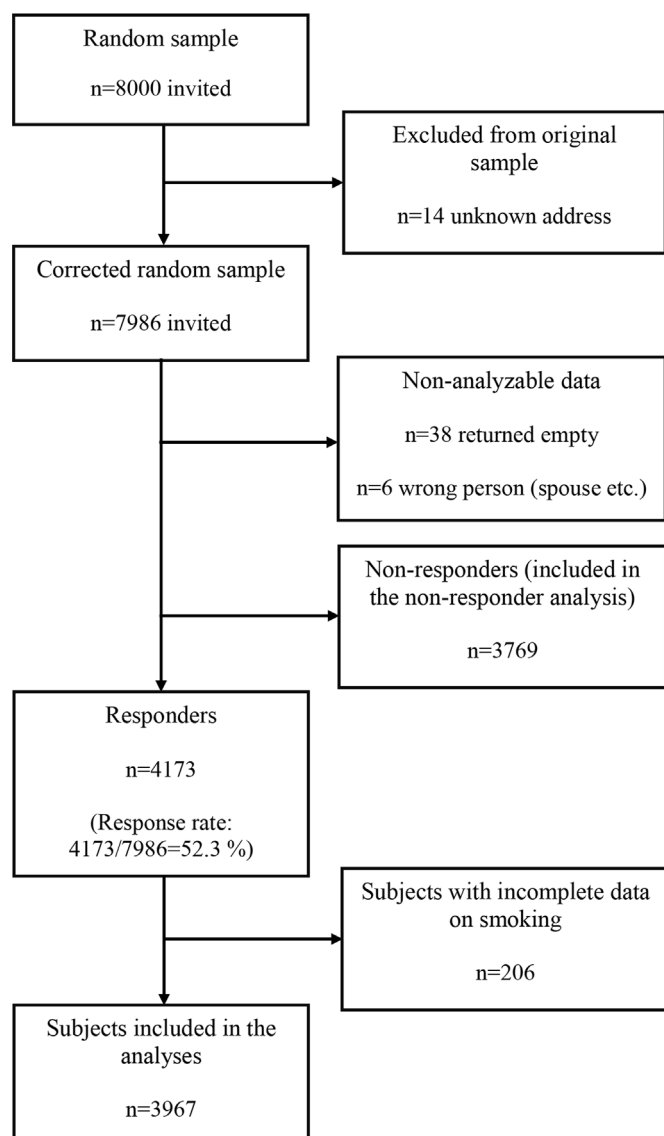 Random sample
n=8000 invited
Excluded from original
sample
n=14 unknown address
Corrected random sample
n=7986 invited
Non-analyzable data
n=38 returned empty
n=6 wrong person (spouse etc.)
Non-responders (included in
the non-responder analysis)
n=3769
Responders
n=4173
(Response rate:
4173/7986=52.3 %)
Subjects with incomplete data
on smoking
n=206
Subjects included in the
analyses
n=3967